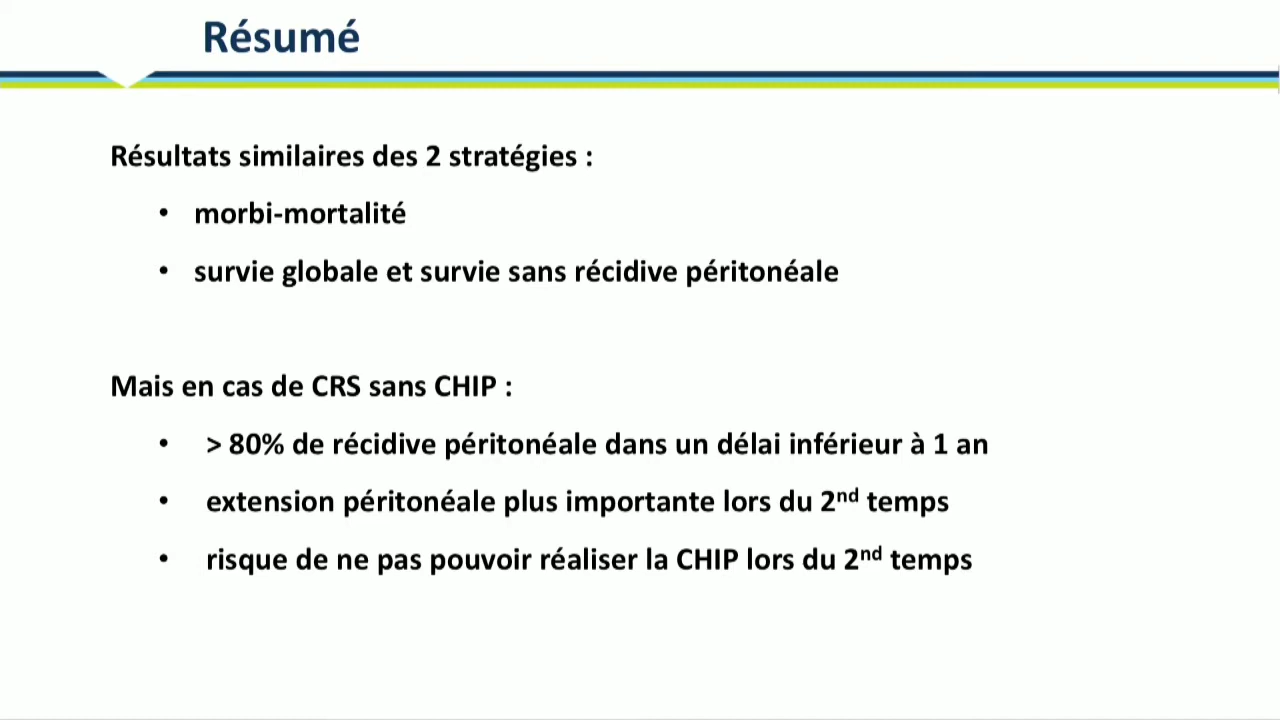 Résumé
Résultats similaires des 2 stratégies :
• morbi-mortalité
• survie globale et survie sans récidive péritonéale
Mais en cas de CRS sans CHIP :
• > 80% de récidive péritonéale dans un délai inférieur à 1 an
• extension péritonéale plus importante lors du 2nd temps
• risque de ne pas pouvoir réaliser la CHIP lors du 2nd temps